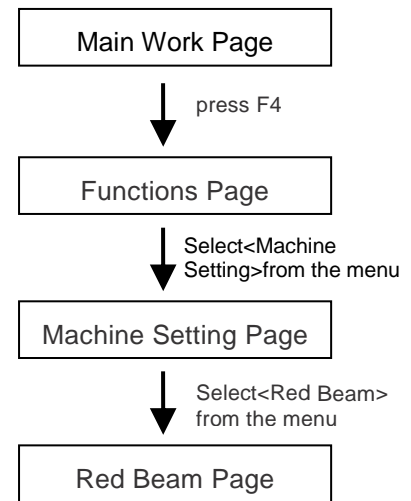 Main Work Page
press F4
Functions Page
Select<Machine
Setting>from the menu
Machine Setting Page
Select<Red Beam>
from the menu
Red Beam Page